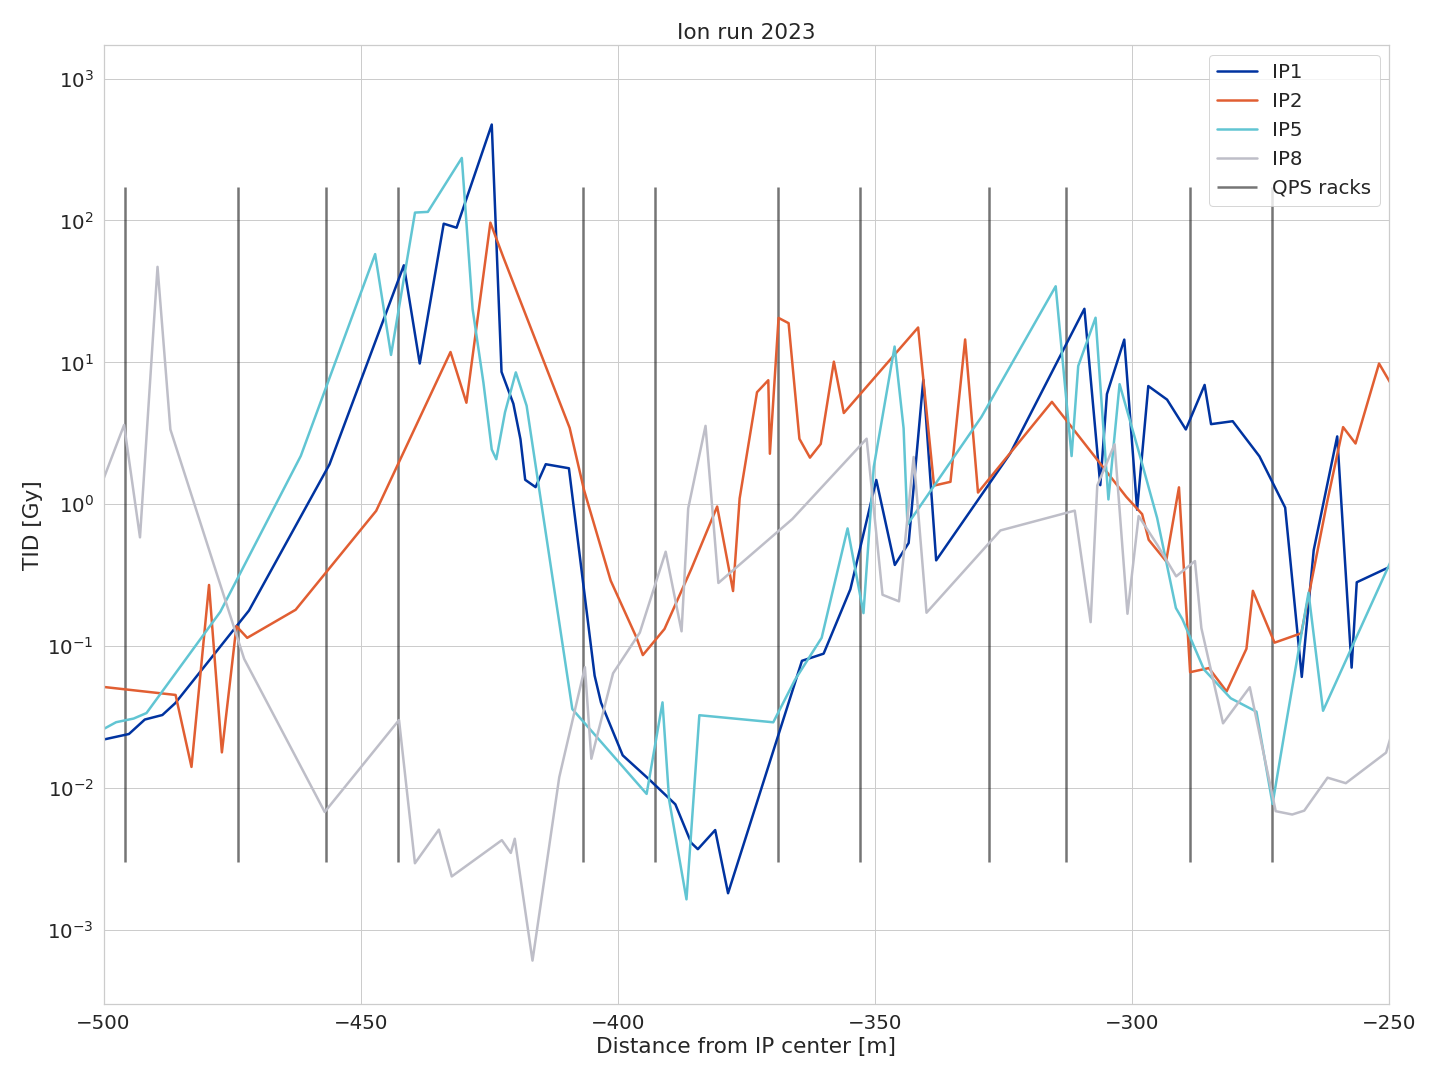 Ion run 2023
IP1
IP2
IP5
IP8
QPS racks
TID [Gy]
10³
10²
10¹
10⁰
10⁻¹
10⁻²
10⁻³
−500 −450 −400 −350 −300 −250
Distance from IP center [m]